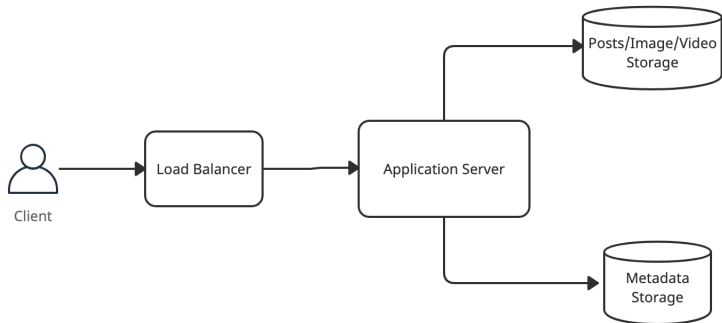 Posts/Image/Video
Storage
Load Balancer
Application Server
Client
Metadata
Storage